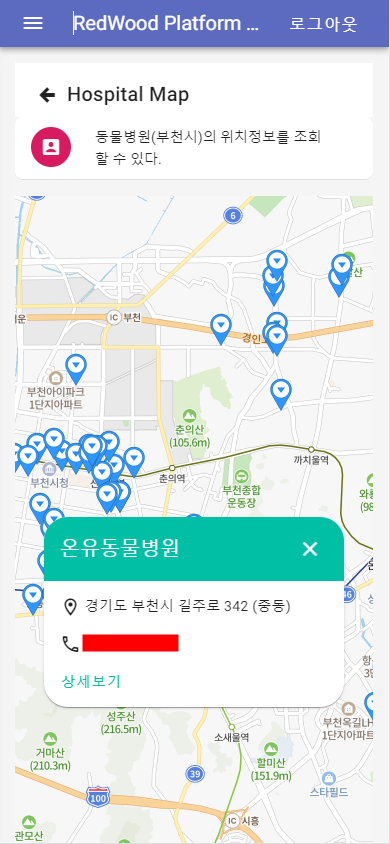 RedWood Platform ...
로그아웃
Hospital Map
동물병원(부천시)의 위치정보를 조회
할 수 있다.
6
산
IC 부천
경인로
부천아이파크
1단지아파트
춘의산
(105.6m)
까치울역
부천시청
춘의역
부천종합
운동장
와룡
(98
온유동물병원
경기도 부천시 길주로 342 (중동)
46
상세보기
성주산
(216.5m)
부천옥길LH
1단지아파
거마산
(210.3m)
소새울역
할미산
(151.9m)
39
스타필드
100
관모산
IC 시흥